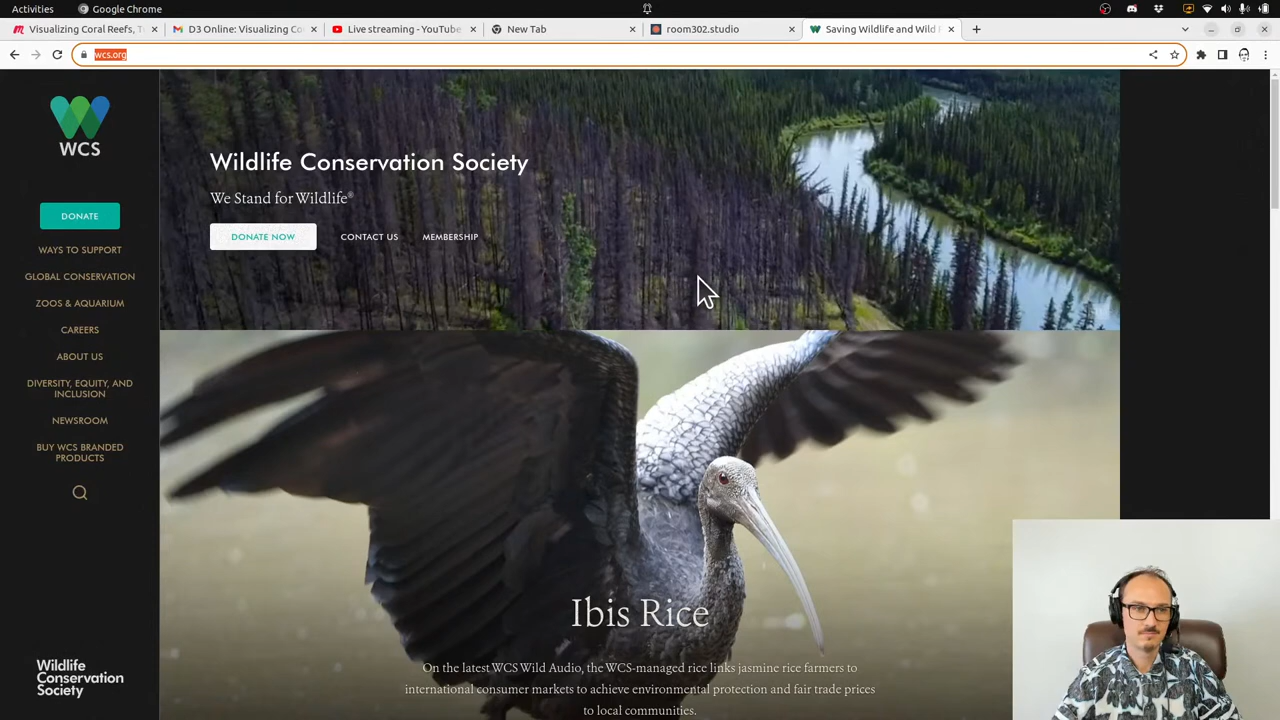 Activities
Google Chrome
Visualizing Coral Reefs, T
D3 Online: Visualizing Co
Live streaming - YouTube
New Tab
room302.studio
Saving Wildlife and Wild
wcs.org
WCS
DONATE
WAYS TO SUPPORT
GLOBAL CONSERVATION
ZOOS & AQUARIUM
CAREERS
ABOUT US
DIVERSITY, EQUITY, AND
INCLUSION
NEWSROOM
BUY WCS BRANDED
PRODUCTS
Wildlife
Conservation
Society
Wildlife Conservation Society
We Stand for Wildlife®
DONATE NOW
CONTACT US
MEMBERSHIP
Ibis Rice
On the latest WCS Wild Audio, the WCS-managed rice links jasmine rice farmers to
international consumer markets to achieve environmental protection and fair trade prices
to local communities.